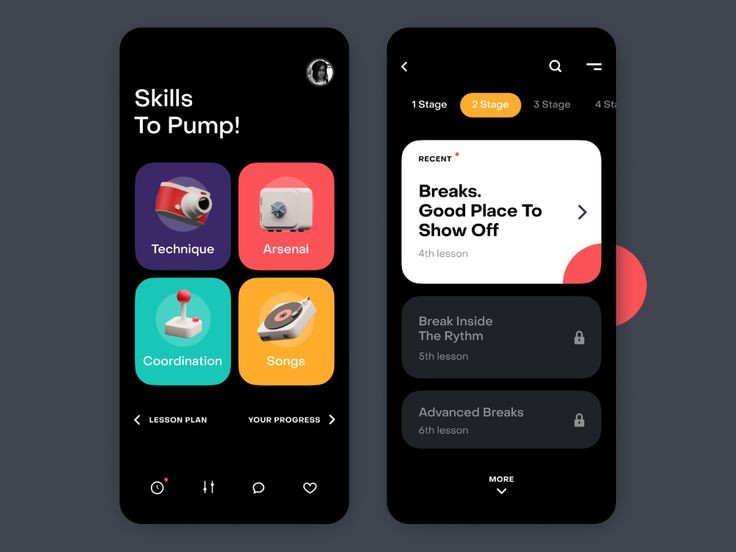 Skills
To Pump!
Technique
Arsenal
Coordination
Songs
LESSON PLAN
YOUR PROGRESS
1 Stage
2 Stage
3 Stage
4 Sta
RECENT
Breaks.
Good Place To
Show Off
4th lesson
Break Inside
The Rythm
5th lesson
Advanced Breaks
6th lesson
MORE